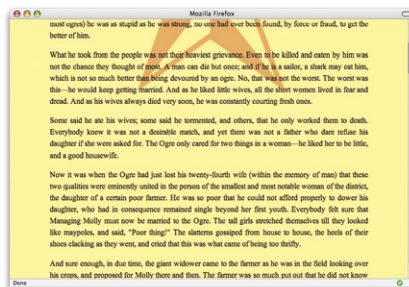 Mozilla Firefox
most ogres) he was as stupid as he was strong, no one had ever been found, by force or fraud, to get the
better of him.
What he took from the people was not their heaviest grievance. Even to be killed and eaten by him was
not the chance they thought of most. A man can die but once; and if he is a sailor, a shark may eat him,
which is not so much better than being devoured by an ogre. No, that was not the worst. The worst was
this—he would keep getting married. And as he liked little wives, all the short women lived in fear and
dread. And as his wives always died very soon, he was constantly courting fresh ones.
Some said he ate his wives; some said he tormented, and others, that he only worked them to death.
Everybody knew it was not a desirable match, and yet there was not a father who dare refuse his
daughter if she were asked for. The Ogre only cared for two things in a woman—he liked her to be little,
and a good housewife.
Now it was when the Ogre had just lost his twenty-fourth wife (within the memory of man) that these
two qualities were eminently united in the person of the smallest and most notable woman of the district,
the daughter of a certain poor farmer. He was so poor that he could not afford properly to dower his
daughter, who had in consequence remained single beyond her first youth. Everybody felt sure that
Managing Molly must now be married to the Ogre. The tall girls stretched themselves till they looked
like maypoles, and said, "Poor thing!" The slatterns gossiped from house to house, the heels of their
shoes clacking as they went, and cried that this was what came of being too thrifty.
And sure enough, in due time, the giant widower came to the farmer as he was in the field looking over
his crops, and proposed for Molly there and then. The farmer was so much put out that he did not know
Done